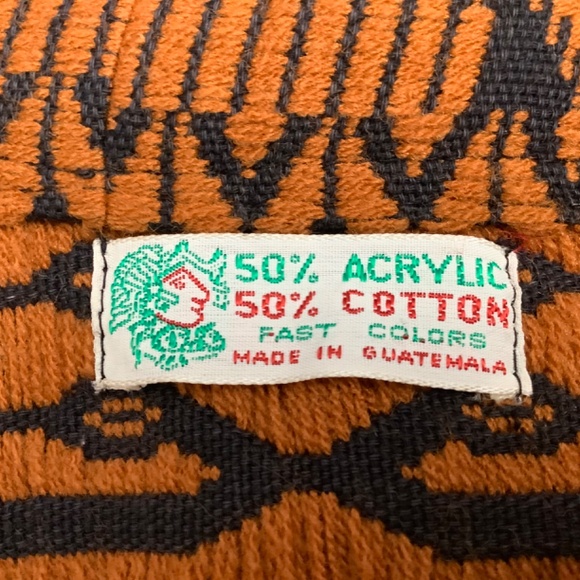 50% ACRYLIC
50% COTTON
FAST COLORS
MADE IN GUATEMALA